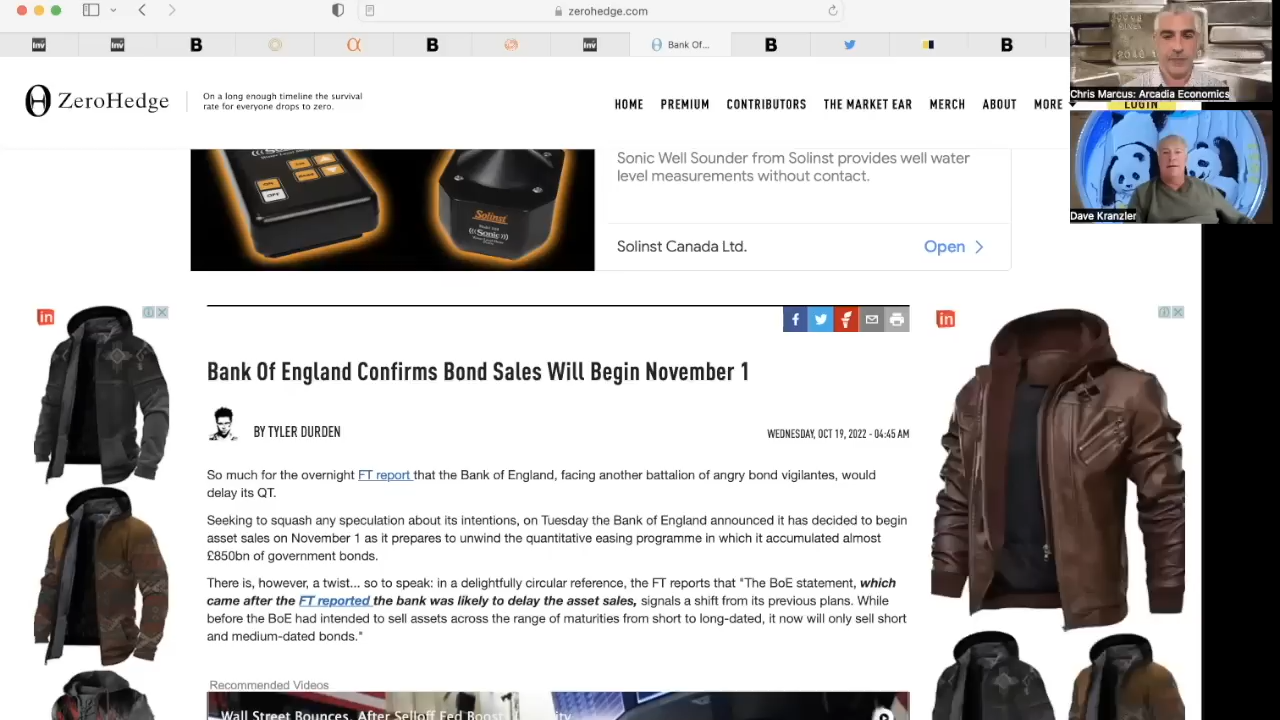 zerohedge.com
Inv
Inv
B
α
B
Inv
Bank Of...
B
B
ZeroHedge
On a long enough timeline the survival
rate for everyone drops to zero.
HOME PREMIUM CONTRIBUTORS THE MARKET EAR MERCH ABOUT MORE
LOGIN
Chris Marcus: Arcadia Economics
Dave Kranzler
OFF
Solinst
Sonic
Sonic Well Sounder from Solinst provides well water
level measurements without contact.
Solinst Canada Ltd.
Open
in
in
Bank Of England Confirms Bond Sales Will Begin November 1
BY TYLER DURDEN
WEDNESDAY, OCT 19, 2022 - 04:45 AM
So much for the overnight FT report that the Bank of England, facing another battalion of angry bond vigilantes, would
delay its QT.
Seeking to squash any speculation about its intentions, on Tuesday the Bank of England announced it has decided to begin
asset sales on November 1 as it prepares to unwind the quantitative easing programme in which it accumulated almost
£850bn of government bonds.
There is, however, a twist... so to speak: in a delightfully circular reference, the FT reports that "The BoE statement, which
came after the FT reported the bank was likely to delay the asset sales, signals a shift from its previous plans. While
before the BoE had intended to sell assets across the range of maturities from short to long-dated, it now will only sell short
and medium-dated bonds."
Recommended Videos
Wall Street Bounces, After Selloff Fed Boost